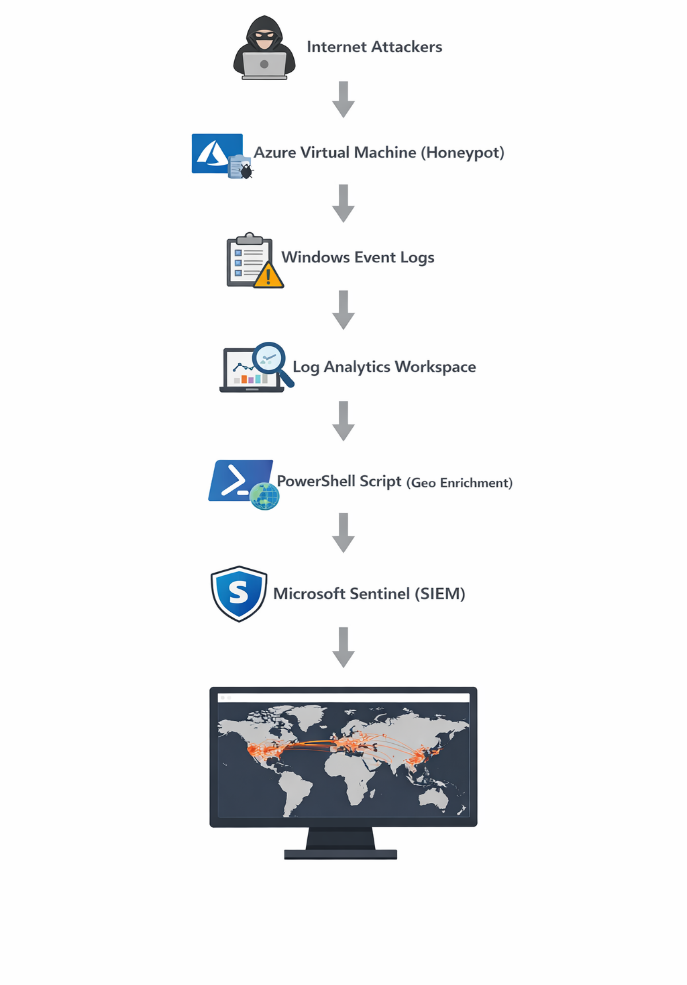 Internet Attackers
Azure Virtual Machine (Honeypot)
Windows Event Logs
Log Analytics Workspace
PowerShell Script (Geo Enrichment)
S
Microsoft Sentinel (SIEM)